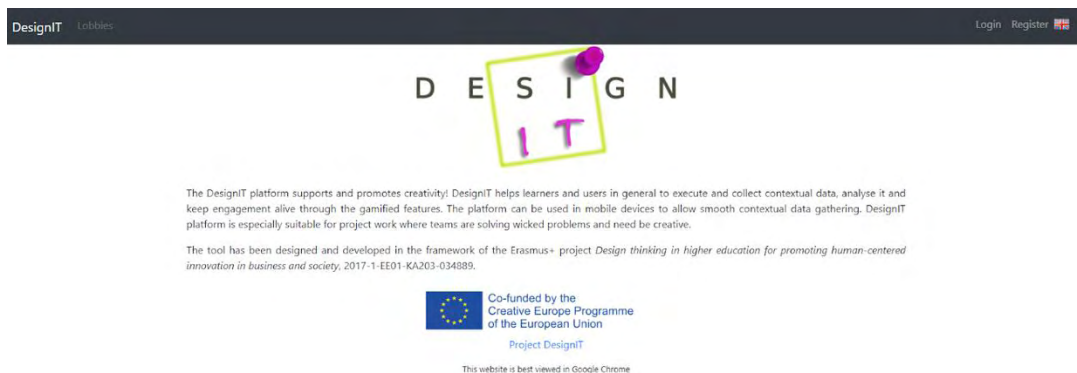 DesignIT Lobbies Login Register
D E S I G N
IT
The DesignIT platform supports and promotes creativity! DesignIT helps learners and users in general to execute and collect contextual data, analyse it and
keep engagement alive through the gamified features. The platform can be used in mobile devices to allow smooth contextual data gathering. DesignIT
platform is especially suitable for project work where teams are solving wicked problems and need be creative.
The tool has been designed and developed in the framework of the Erasmus+ project Design thinking in higher education for promoting human-centered
innovation in business and society, 2017-1-EE01-KA203-034889.
Co-funded by the
Creative Europe Programme
of the European Union
Project DesignIT
This website is best viewed in Google Chrome